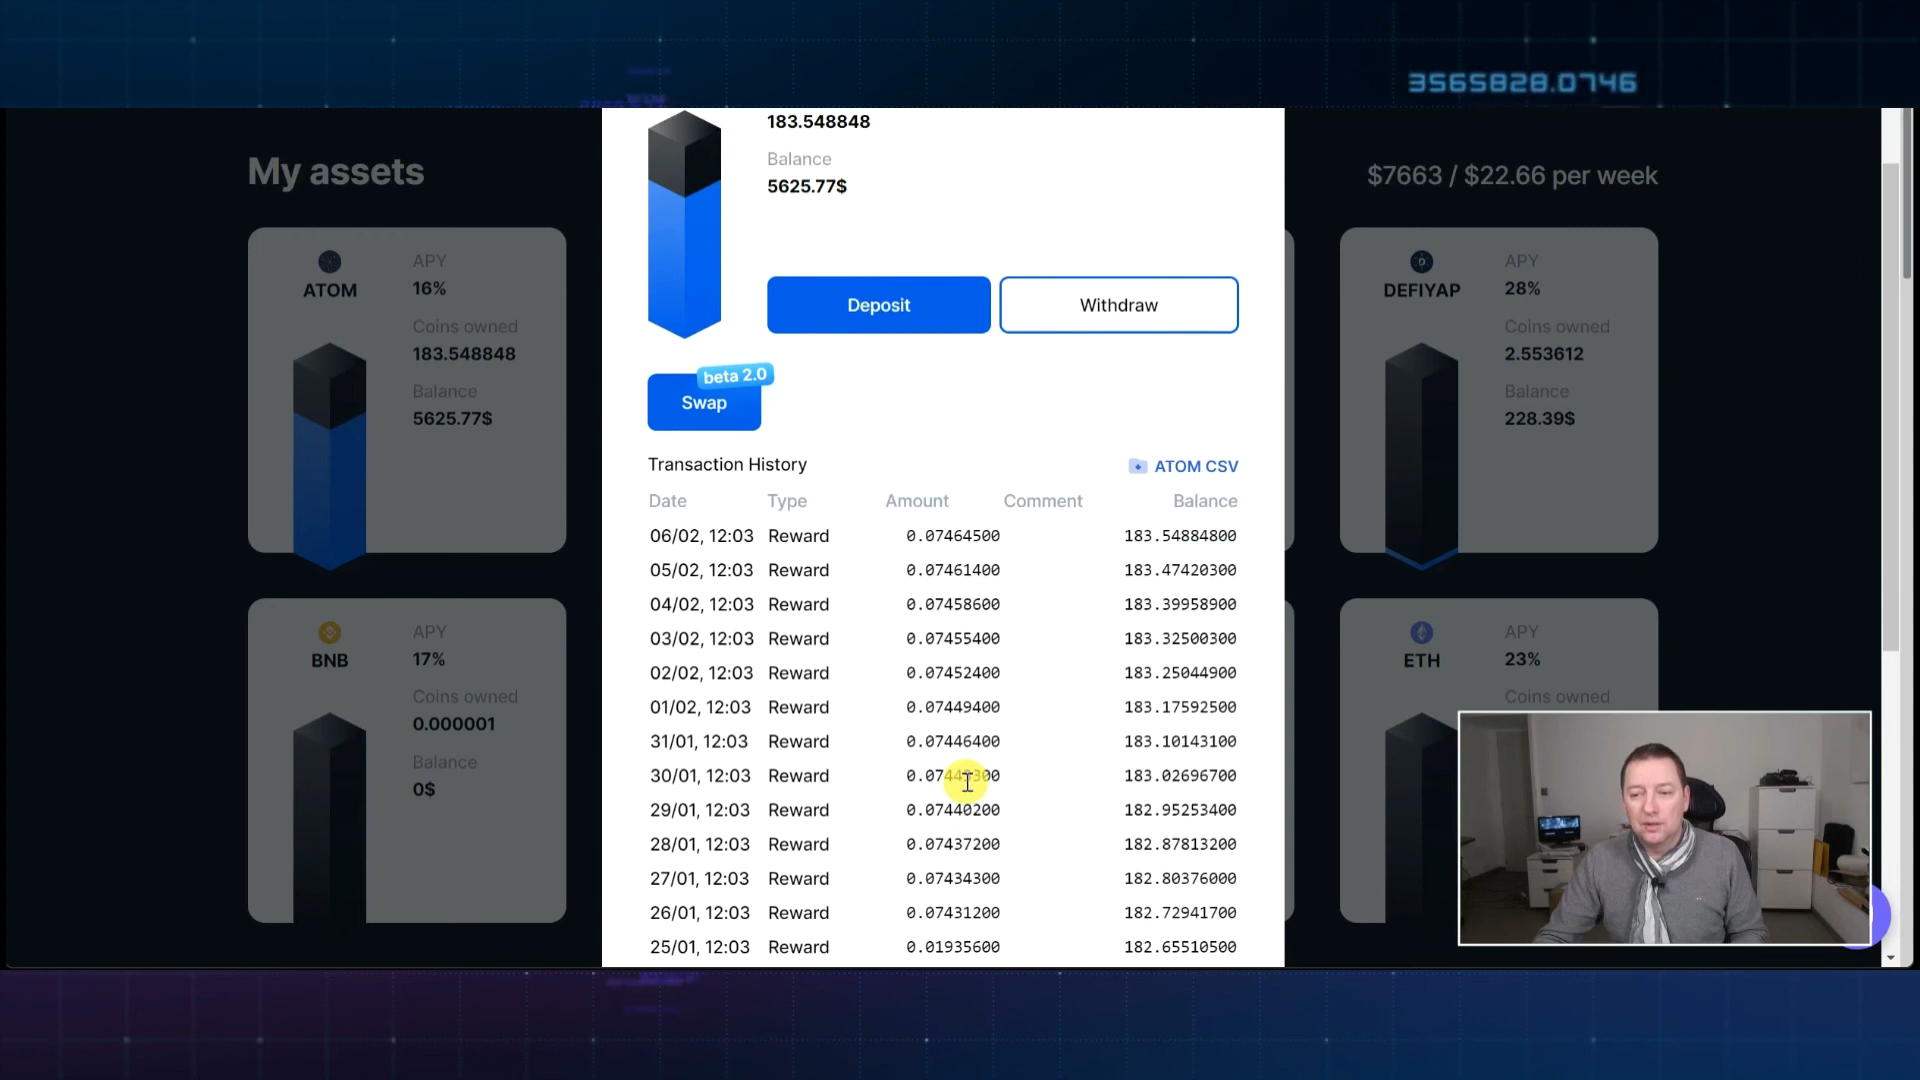 3565828.0746
My assets
$7663 / $22.66 per week
183.548848
Balance
5625.77$
Deposit
Withdraw
beta 2.0
Swap
Transaction History
ATOM CSV
Date Type Amount Comment Balance
06/02, 12:03 Reward 0.07464500 183.54884800
05/02, 12:03 Reward 0.07461400 183.47420300
04/02, 12:03 Reward 0.07458600 183.39958900
03/02, 12:03 Reward 0.07455400 183.32500300
02/02, 12:03 Reward 0.07452400 183.25044900
01/02, 12:03 Reward 0.07449400 183.17592500
31/01, 12:03 Reward 0.07446400 183.10143100
30/01, 12:03 Reward 0.07443300 183.02696700
29/01, 12:03 Reward 0.07440200 182.95253400
28/01, 12:03 Reward 0.07437200 182.87813200
27/01, 12:03 Reward 0.07434300 182.80376000
26/01, 12:03 Reward 0.07431200 182.72941700
25/01, 12:03 Reward 0.01935600 182.65510500
ATOM
APY
16%
Coins owned
183.548848
Balance
5625.77$
DEFIYAP
APY
28%
Coins owned
2.553612
Balance
228.39$
BNB
APY
17%
Coins owned
0.000001
Balance
0$
ETH
APY
23%
Coins owned